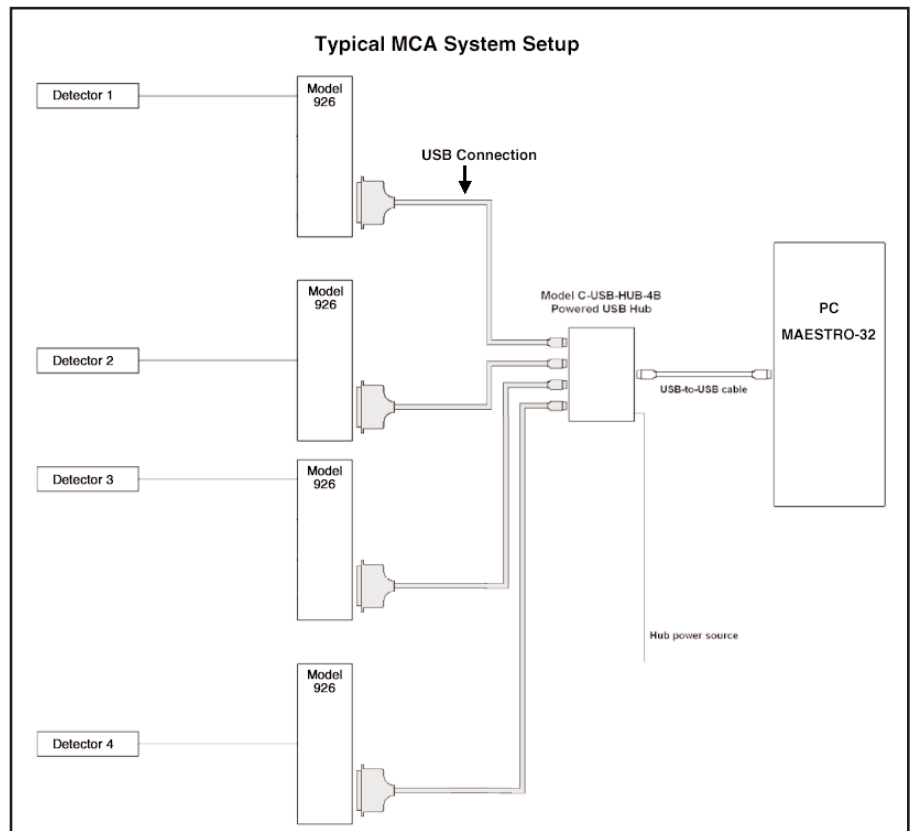 Typical MCA System Setup
Detector 1
Model
926
USB Connection
Model
926
Detector 2
Model C-USB-HUB-4B
Powered USB Hub
PC
MAESTRO-32
USB-to-USB cable
Detector 3
Model
926
Hub power source
Model
926
Detector 4